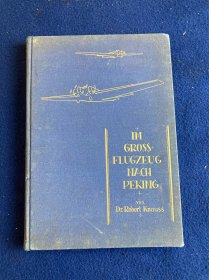 IM
GROSS-
FLUGZEUG
NACH
PEKING
VON
Dr. Robert Knauss